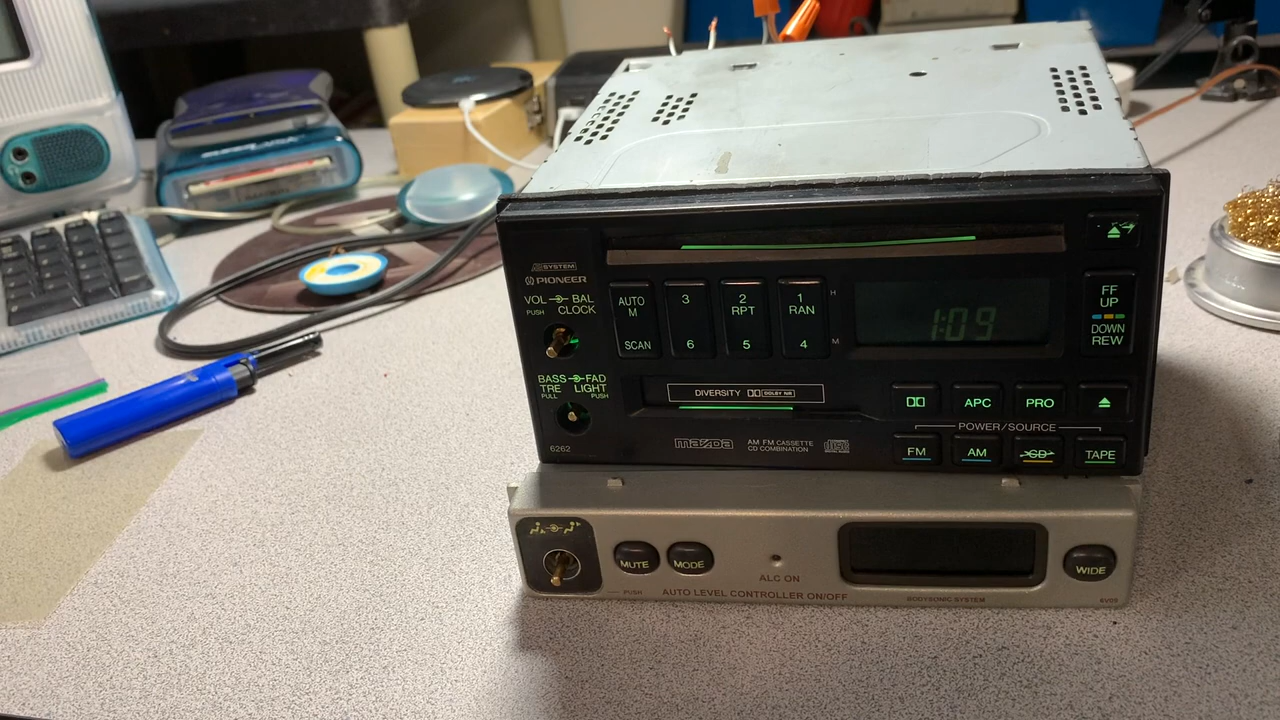 SYSTEM
PIONEER
VOL BAL
PUSH CLOCK
BASS FAD
TRE LIGHT
PULL PUSH
6262
AUTO
M
SCAN
3
6
2
RPT
5
1
RAN
4
H
M
1:09
FF
UP
DOWN
REW
DIVERSITY DOLBY NR
mazDa
AM FM CASSETTE
CD COMBINATION
APC
PRO
POWER/SOURCE
FM
AM
CD
TAPE
PUSH
MUTE
MODE
ALC ON
AUTO LEVEL CONTROLLER ON/OFF
BODYSONIC SYSTEM
WIDE